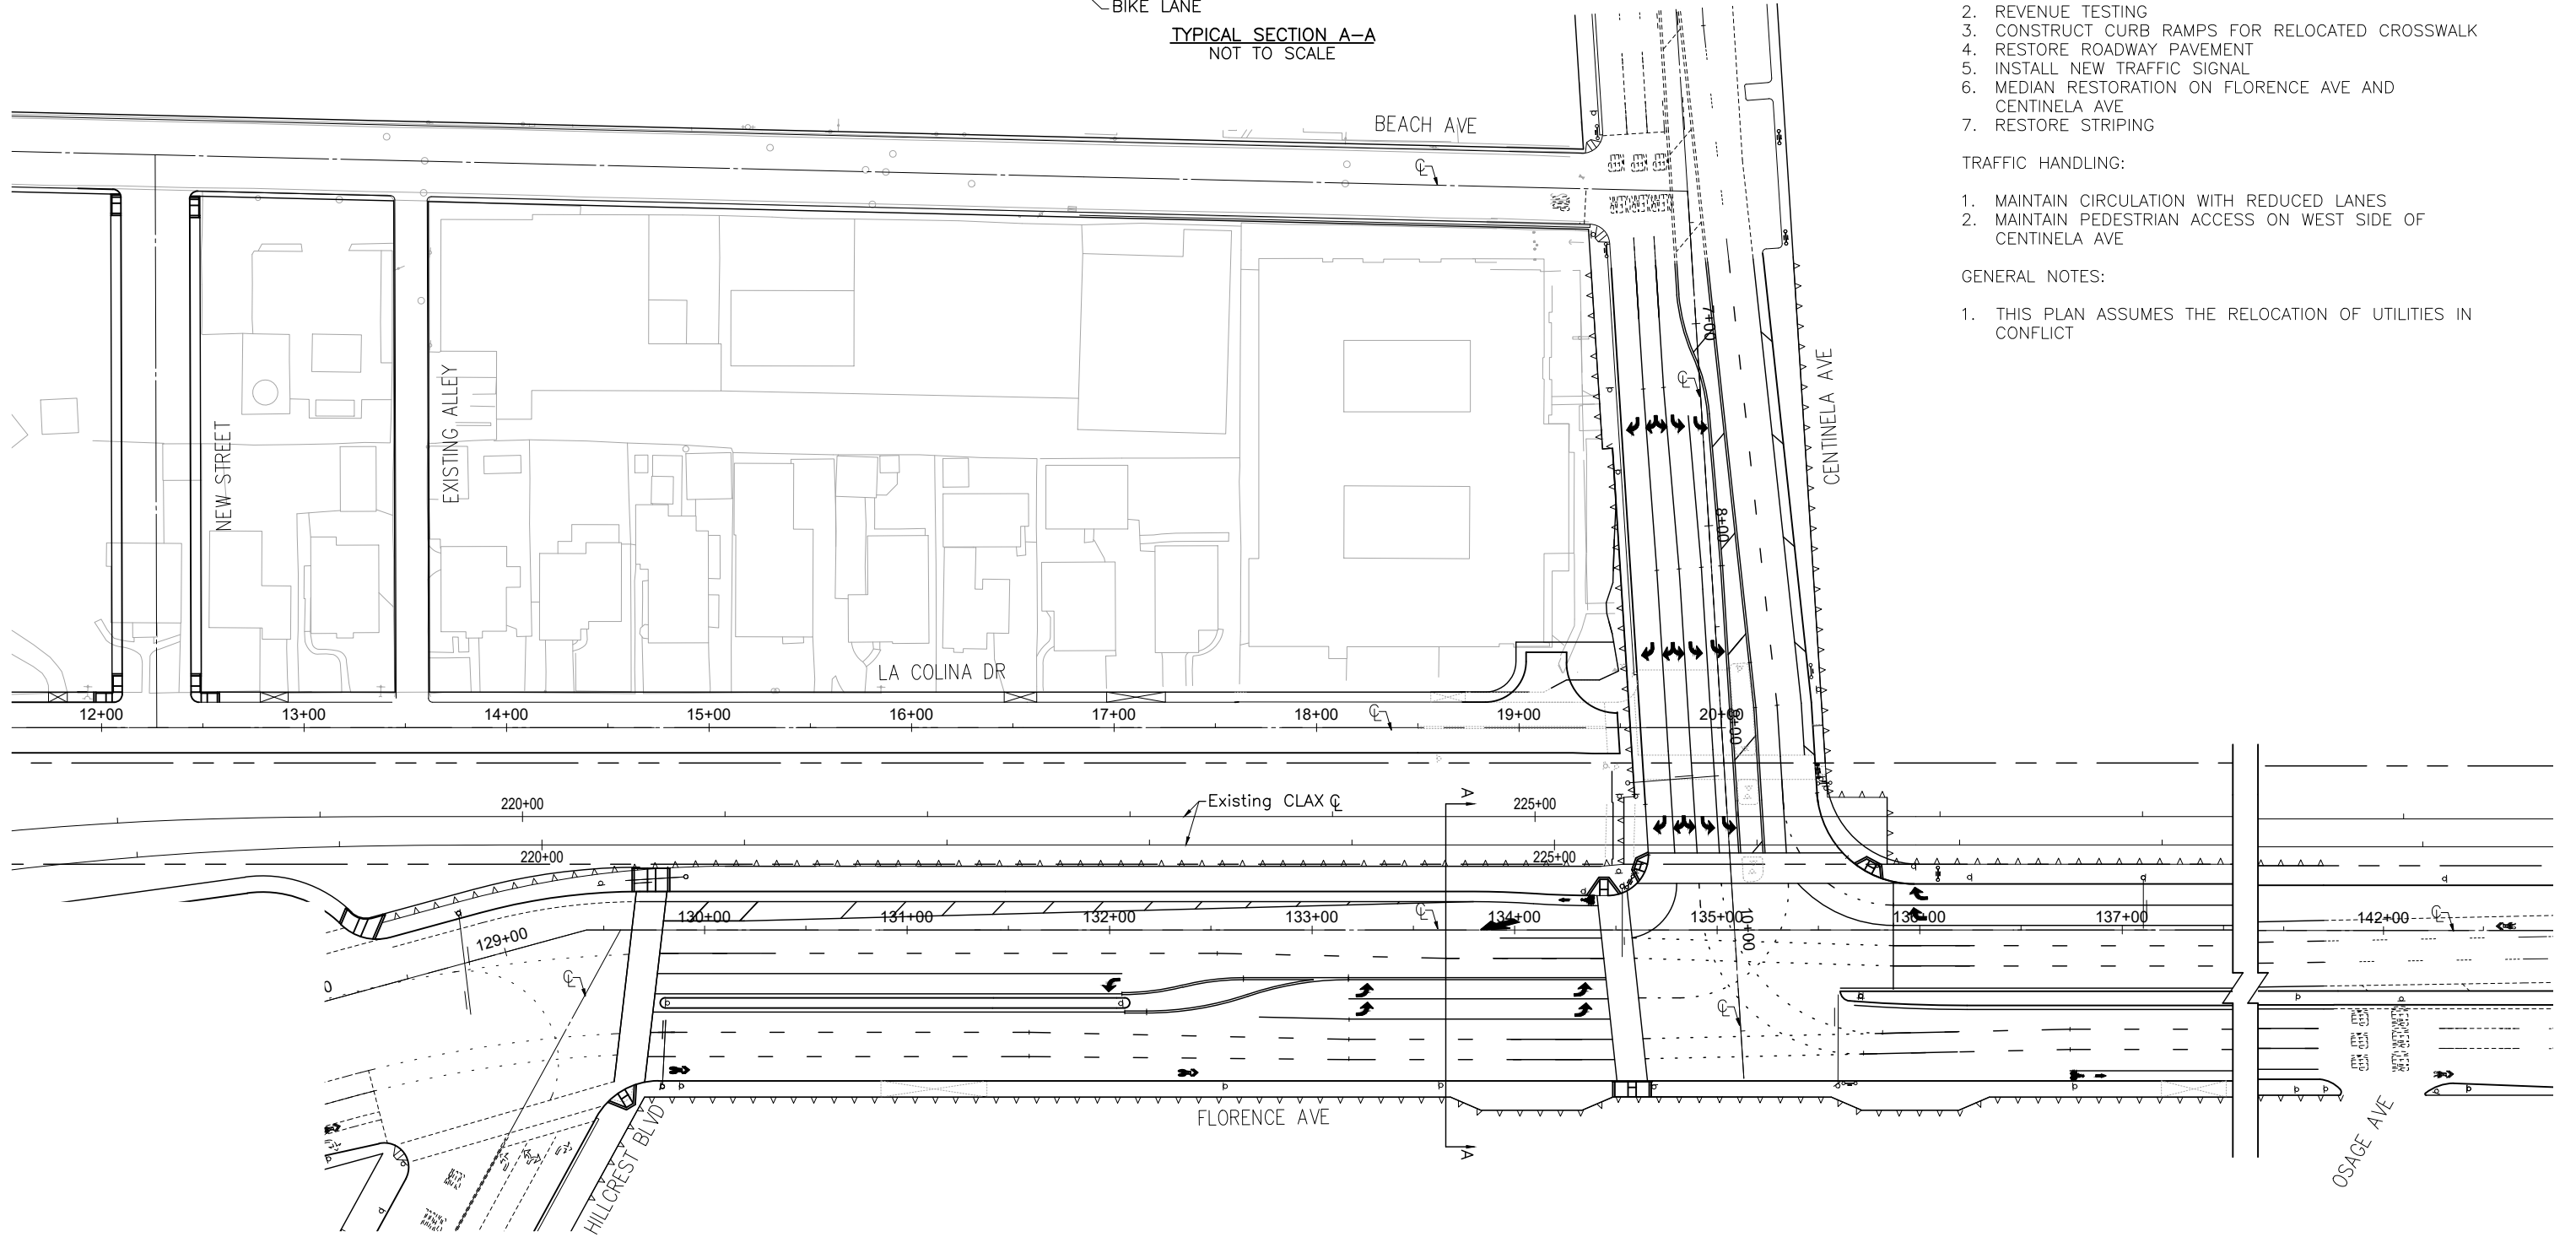 BIKE LANE
TYPICAL SECTION A-A
NOT TO SCALE
2. REVENUE TESTING
3. CONSTRUCT CURB RAMPS FOR RELOCATED CROSSWALK
4. RESTORE ROADWAY PAVEMENT
5. INSTALL NEW TRAFFIC SIGNAL
6. MEDIAN RESTORATION ON FLORENCE AVE AND
CENTINELA AVE
7. RESTORE STRIPING
TRAFFIC HANDLING:
1. MAINTAIN CIRCULATION WITH REDUCED LANES
2. MAINTAIN PEDESTRIAN ACCESS ON WEST SIDE OF
CENTINELA AVE
GENERAL NOTES:
1. THIS PLAN ASSUMES THE RELOCATION OF UTILITIES IN
CONFLICT
BEACH AVE
NEW STREET
EXISTING ALLEY
LA COLINA DR
CENTINELA AVE
7+00
8+00
9+00
10+00
12+00
13+00
14+00
15+00
16+00
17+00
18+00
19+00
20+00
220+00
Existing CLAX ℄
225+00
220+00
225+00
A
129+00
130+00
131+00
132+00
133+00
134+00
135+00
136+00
137+00
142+00
0
FLORENCE AVE
A
HILLCREST BLVD
OSAGE AVE